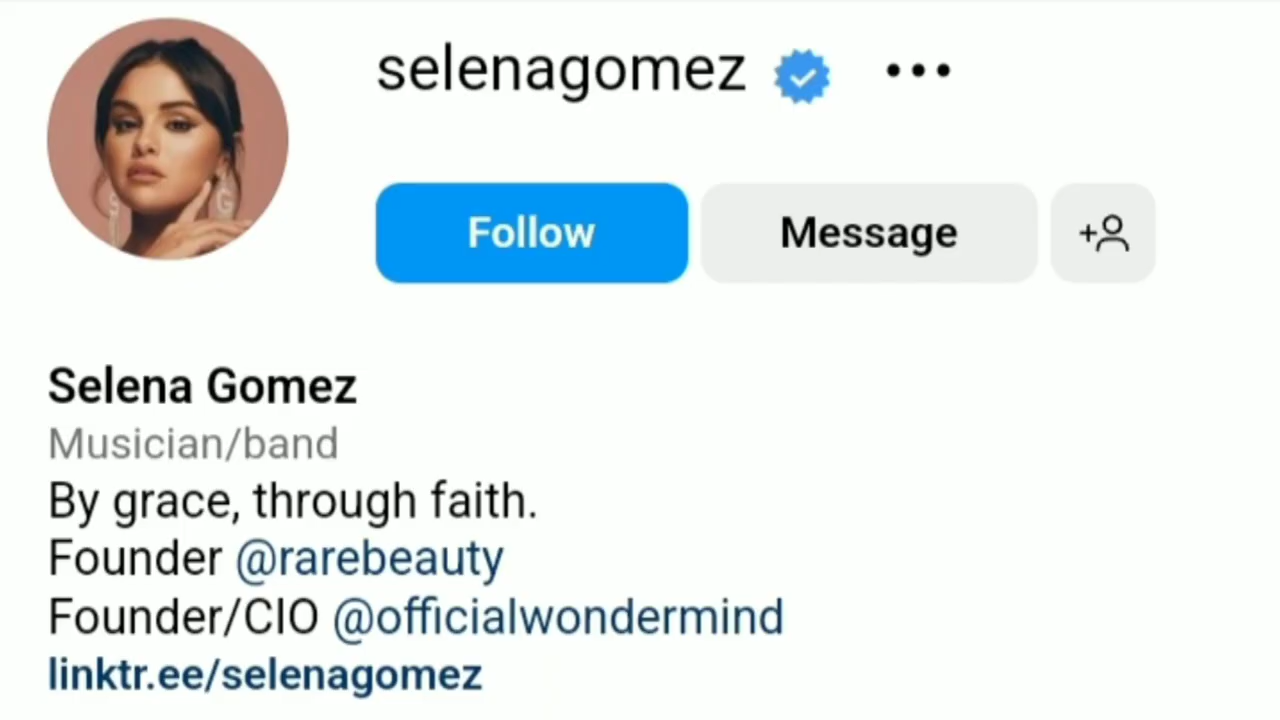 selenagomez
Follow
Message
Selena Gomez
Musician/band
By grace, through faith.
Founder @rarebeauty
Founder/CIO @officialwondermind
linktr.ee/selenagomez